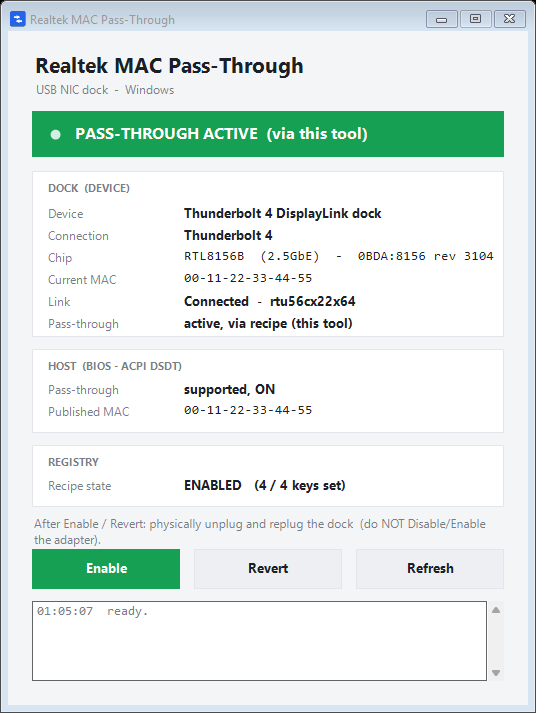 Realtek MAC Pass-Through
Realtek MAC Pass-Through
USB NIC dock - Windows
PASS-THROUGH ACTIVE (via this tool)
DOCK (DEVICE)
Device Thunderbolt 4 DisplayLink dock
Connection Thunderbolt 4
Chip RTL8156B (2.5GbE) - 0BDA:8156 rev 3104
Current MAC 00-11-22-33-44-55
Link Connected - rtu56cx22x64
Pass-through active, via recipe (this tool)
HOST (BIOS - ACPI DSDT)
Pass-through supported, ON
Published MAC 00-11-22-33-44-55
REGISTRY
Recipe state ENABLED (4 / 4 keys set)
After Enable / Revert: physically unplug and replug the dock (do NOT Disable/Enable
the adapter).
Enable Revert Refresh
01:05:07 ready.